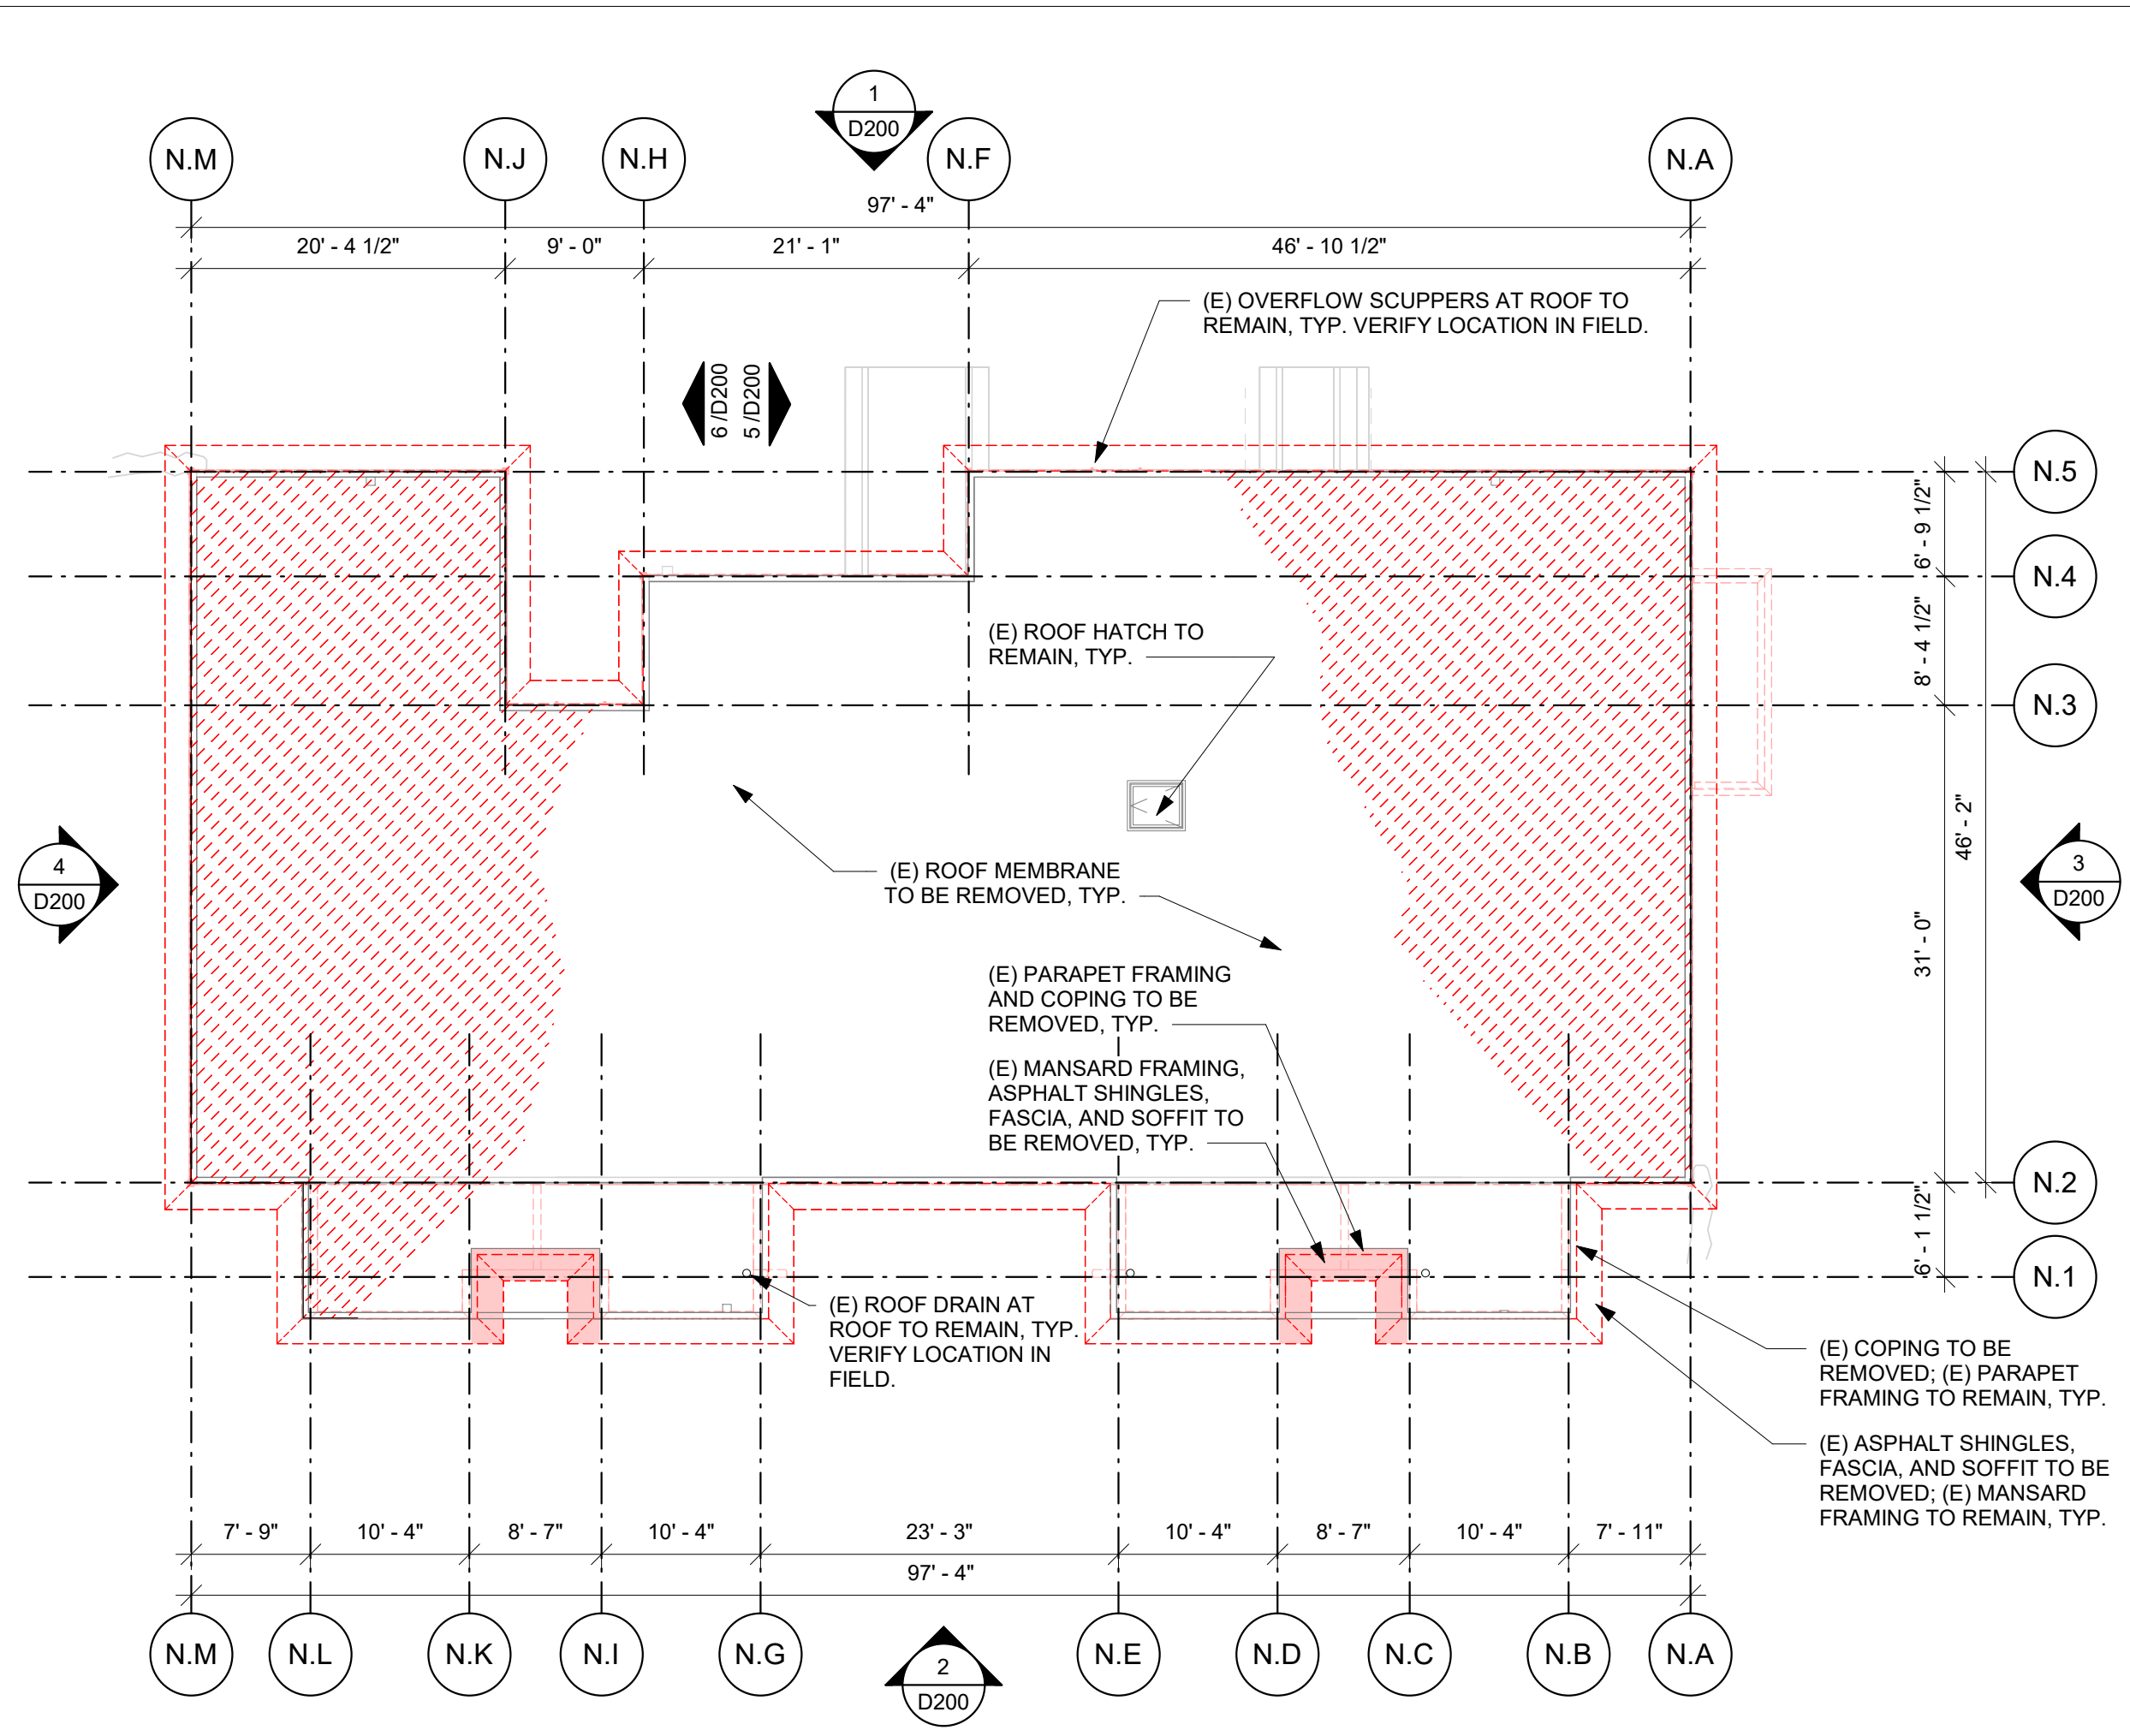 1
D200
N.M
N.J
N.H
N.F
N.A
97' - 4"
20' - 4 1/2"
9' - 0"
21' - 1"
46' - 10 1/2"
(E) OVERFLOW SCUPPERS AT ROOF TO
REMAIN, TYP. VERIFY LOCATION IN FIELD.
6 /D200
5 /D200
N.5
6' - 9 1/2"
N.4
(E) ROOF HATCH TO
REMAIN, TYP.
8' - 4 1/2"
N.3
46' - 2"
4
D200
3
D200
(E) ROOF MEMBRANE
TO BE REMOVED, TYP.
31' - 0"
(E) PARAPET FRAMING
AND COPING TO BE
REMOVED, TYP.
(E) MANSARD FRAMING,
ASPHALT SHINGLES,
FASCIA, AND SOFFIT TO
BE REMOVED, TYP.
N.2
6' - 1 1/2"
N.1
(E) ROOF DRAIN AT
ROOF TO REMAIN, TYP.
VERIFY LOCATION IN
FIELD.
(E) COPING TO BE
REMOVED; (E) PARAPET
FRAMING TO REMAIN, TYP.
(E) ASPHALT SHINGLES,
FASCIA, AND SOFFIT TO BE
REMOVED; (E) MANSARD
FRAMING TO REMAIN, TYP.
7' - 9"
10' - 4"
8' - 7"
10' - 4"
23' - 3"
10' - 4"
8' - 7"
10' - 4"
7' - 11"
97' - 4"
N.M
N.L
N.K
N.I
N.G
N.E
N.D
N.C
N.B
N.A
2
D200